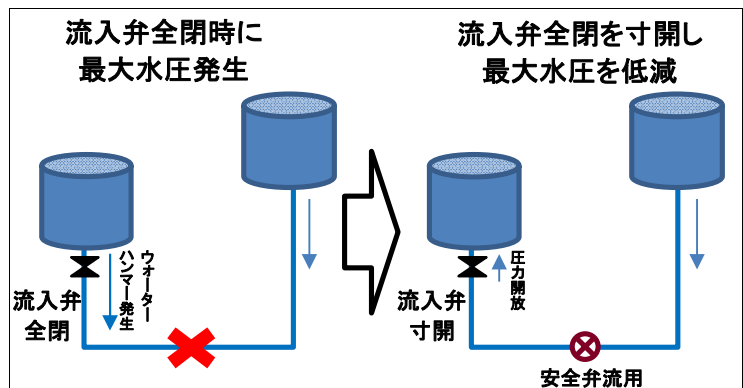 流入弁全閉時に
最大水圧発生
流入弁全閉を寸開し
最大水圧を低減
ウォーター
ハンマー発生
流入弁
全閉
圧力開放
流入弁
寸開
安全弁流用